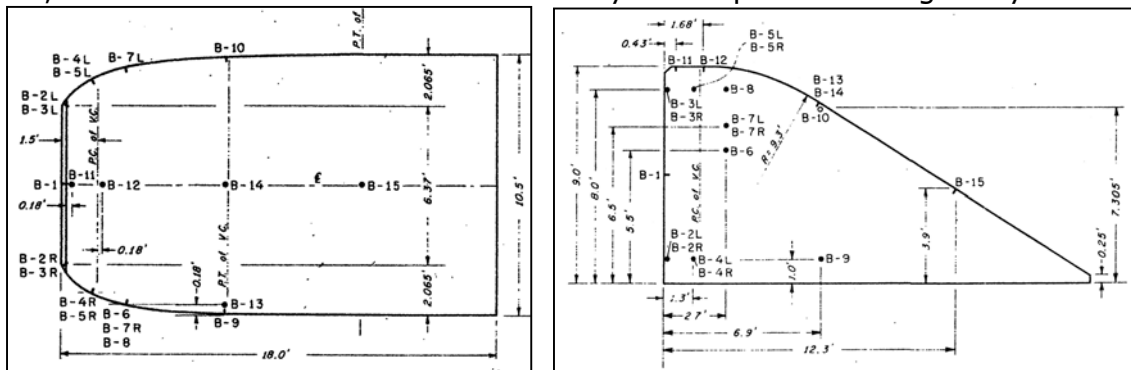 B-10
P.T. of
B-4L
B-7L
B-5L
B-2L
B-3L
2.065'
1.5'
P.C. of V.C.
B-1
B-11
B-12
B-14
℄
B-15
6.37'
10.5'
0.18'
0.18'
P.T. of V.C.
B-2R
B-3R
0.18'
B-13
2.065'
B-4R
B-5R
B-6
B-7R
B-8
B-9
18.0'
1.68'
0.43'
B-5L
B-5R
B-11
B-12
B-13
B-14
B-10
B-3L
B-3R
B-8
B-7L
B-7R
B-6
R=9.3'
9.0'
8.0'
6.5'
5.5'
B-1
P.C. of V.C.
B-15
7.305'
3.9'
B-2L
B-2R
B-4L
B-4R
1.0'
B-9
0.25'
1.3'
2.7'
6.9'
12.3'